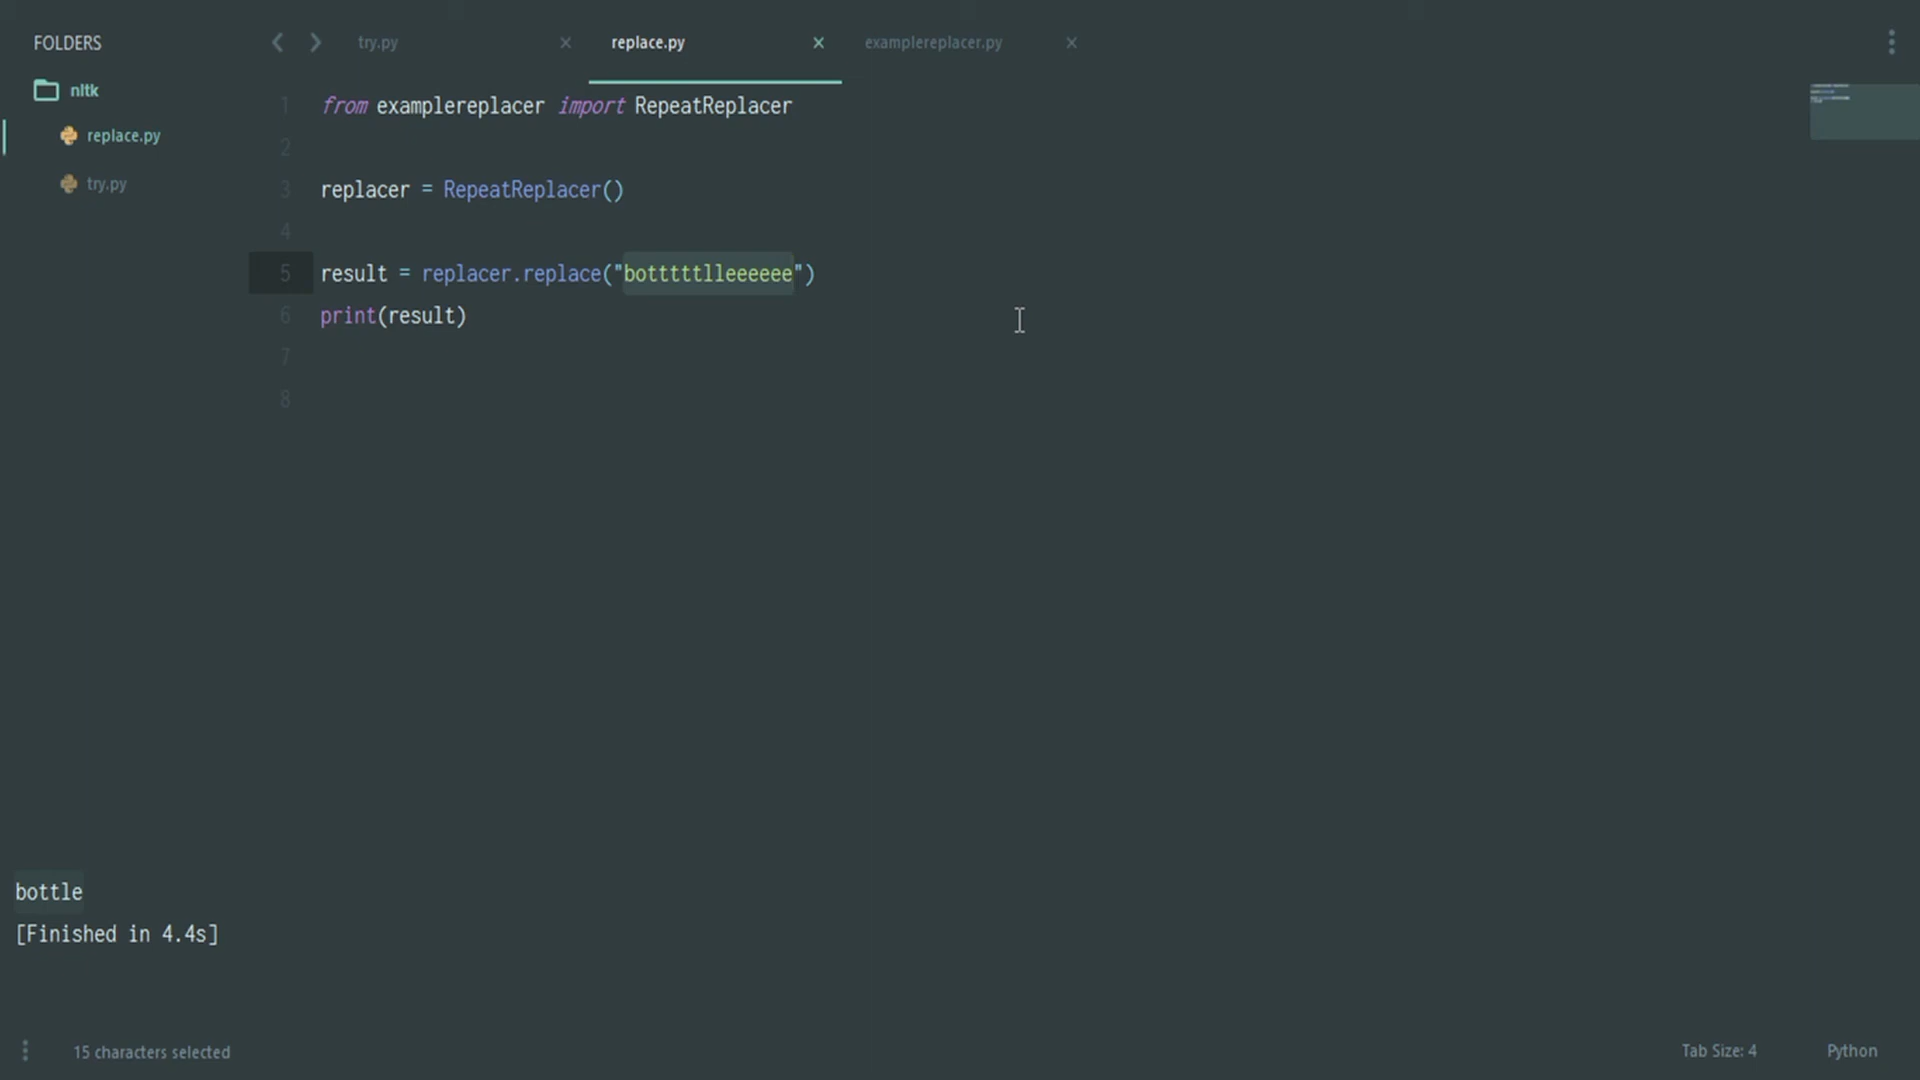 FOLDERS
nltk
replace.py
try.py
try.py × replace.py × examplereplacer.py ×
1 from examplereplacer import RepeatReplacer
2
3 replacer = RepeatReplacer()
4
5 result = replacer.replace("botttttlleeeeee")
6 print(result)
7
8
bottle
[Finished in 4.4s]
15 characters selected
Tab Size: 4
Python